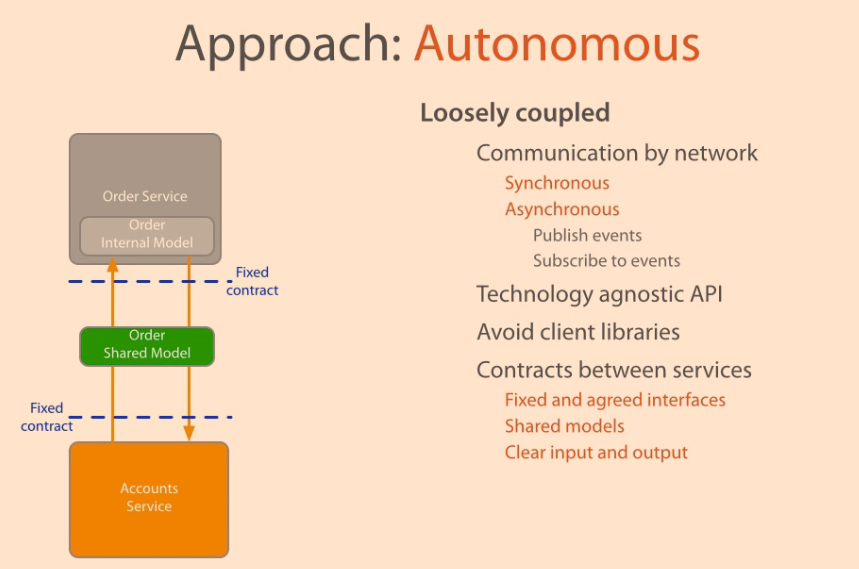 Approach: Autonomous
Order Service
Order
Internal Model
Fixed
contract
Order
Shared Model
Fixed
contract
Accounts
Service
Loosely coupled
Communication by network
Synchronous
Asynchronous
Publish events
Subscribe to events
Technology agnostic API
Avoid client libraries
Contracts between services
Fixed and agreed interfaces
Shared models
Clear input and output